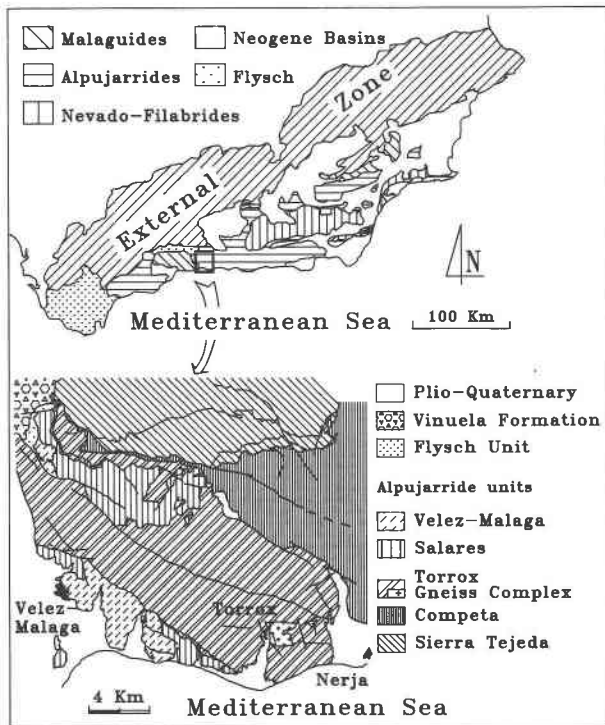 Malaguides
Neogene Basins
Alpujarrides
Flysch
Nevado-Filabrides
External Zone
N
100 Km
Mediterranean Sea
Plio-Quaternary
Vinuela Formation
Flysch Unit
Alpujarride units
Velez-Malaga
Salares
Torrox
Gneiss Complex
Competa
Sierra Tejeda
Velez
Malaga
Torrox
Nerja
4 Km
Mediterranean Sea